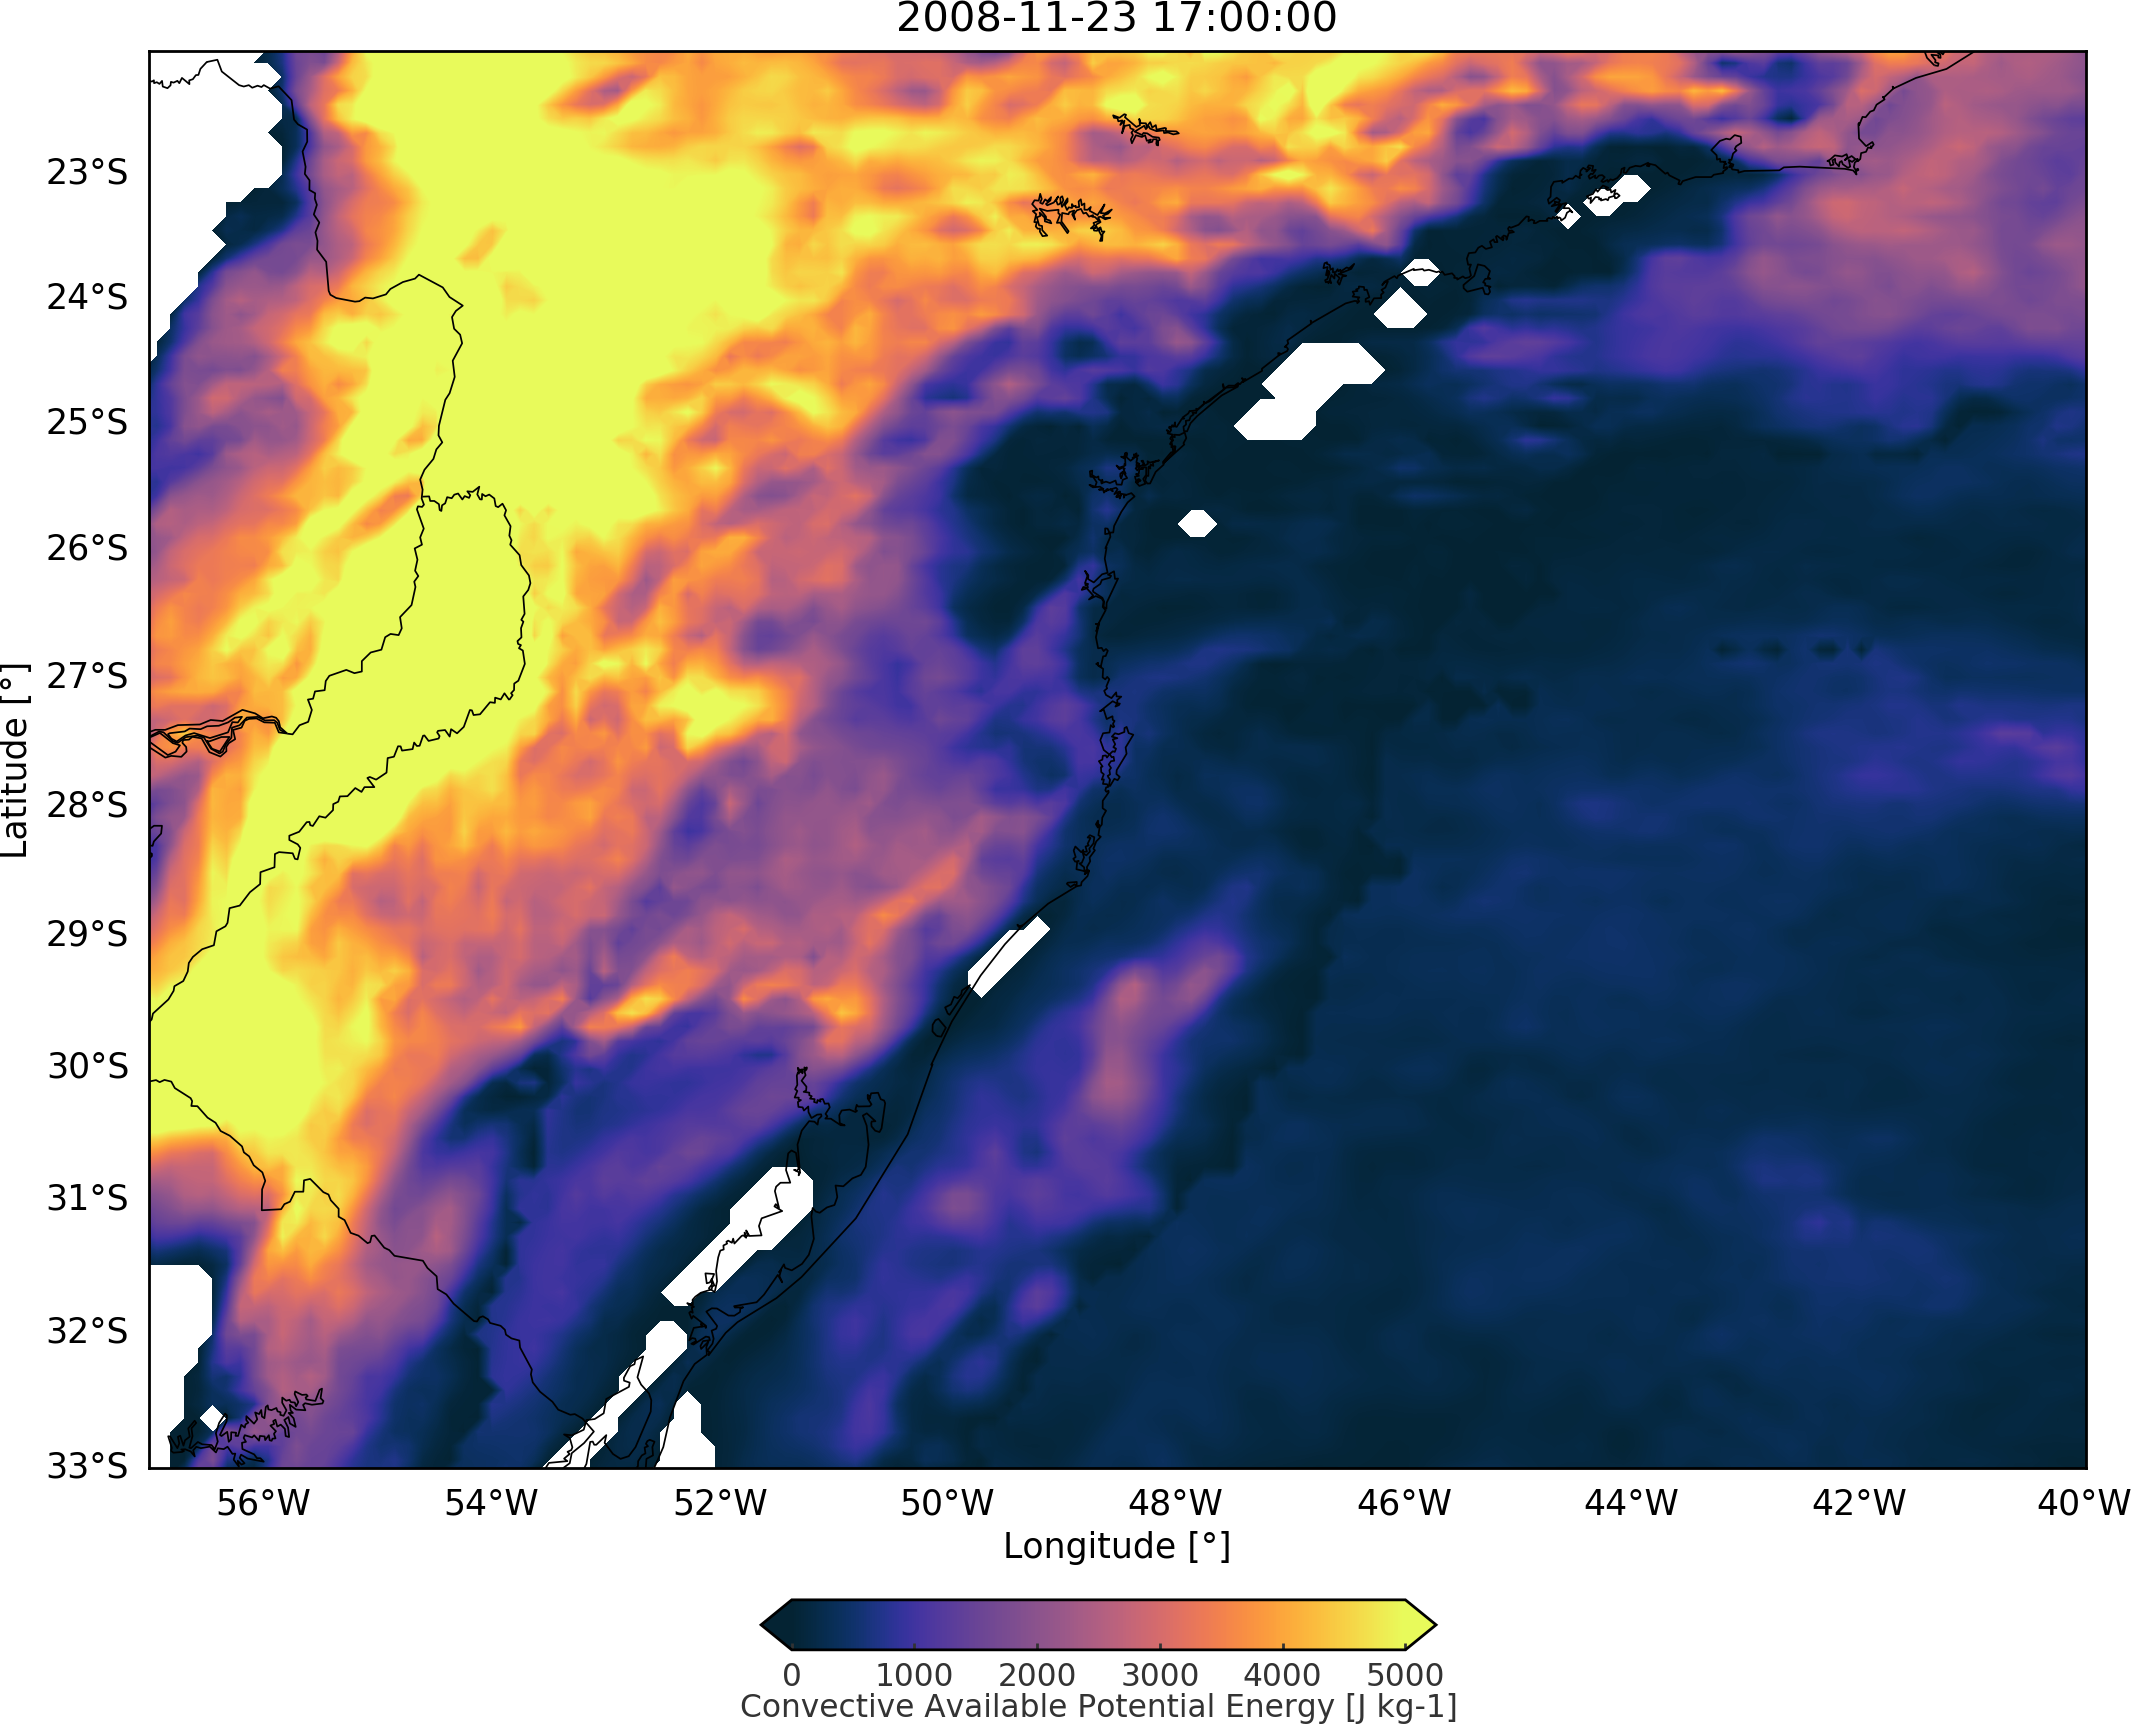 2008-11-23 17:00:00
23°S
24°S
25°S
26°S
27°S
28°S
29°S
30°S
31°S
32°S
33°S
Latitude [°]
56°W 54°W 52°W 50°W 48°W 46°W 44°W 42°W 40°W
Longitude [°]
0 1000 2000 3000 4000 5000
Convective Available Potential Energy [J kg-1]